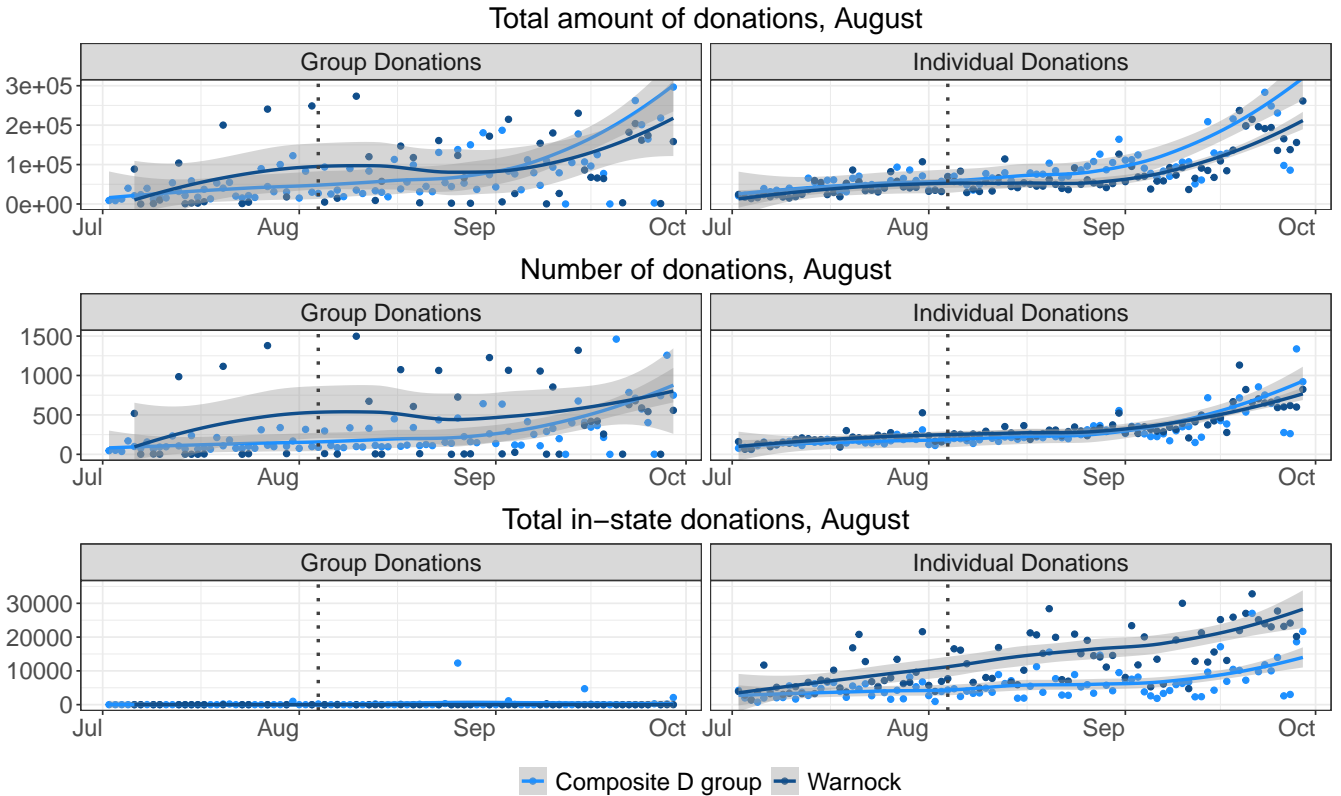 Total amount of donations, August
Group Donations Individual Donations
3e+05
2e+05
1e+05
0e+00
Jul Aug Sep Oct Jul Aug Sep Oct
Number of donations, August
Group Donations Individual Donations
1500
1000
500
0
Jul Aug Sep Oct Jul Aug Sep Oct
Total in−state donations, August
Group Donations Individual Donations
30000
20000
10000
0
Jul Aug Sep Oct Jul Aug Sep Oct
Composite D group Warnock